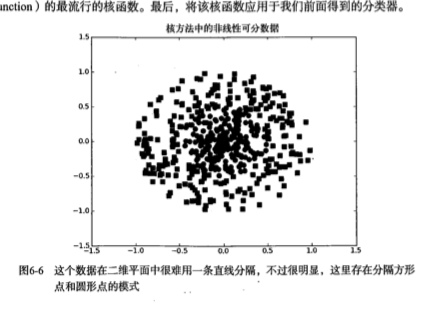 unction）的最流行的核函数。最后，将该核函数应用于我们前面得到的分类器。
核方法中的非线性可分数据
1.5
1.0
0.5
0.0
−0.5
−1.0
−1.5
−1.5 −1.0 −0.5 0.0 0.5 1.0 1.5
图6-6 这个数据在二维平面中很难用一条直线分隔，不过很明显，这里存在分隔方形
点和圆形点的模式